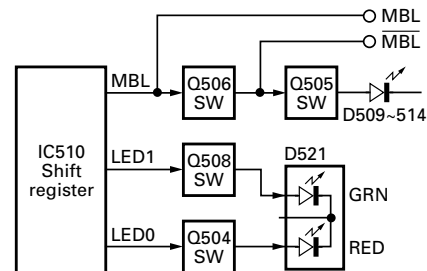 MBL
M̅B̅L̅
MBL
Q506
SW
Q505
SW
D509~514
IC510
Shift
register
LED1
Q508
SW
D521
GRN
LED0
Q504
SW
RED